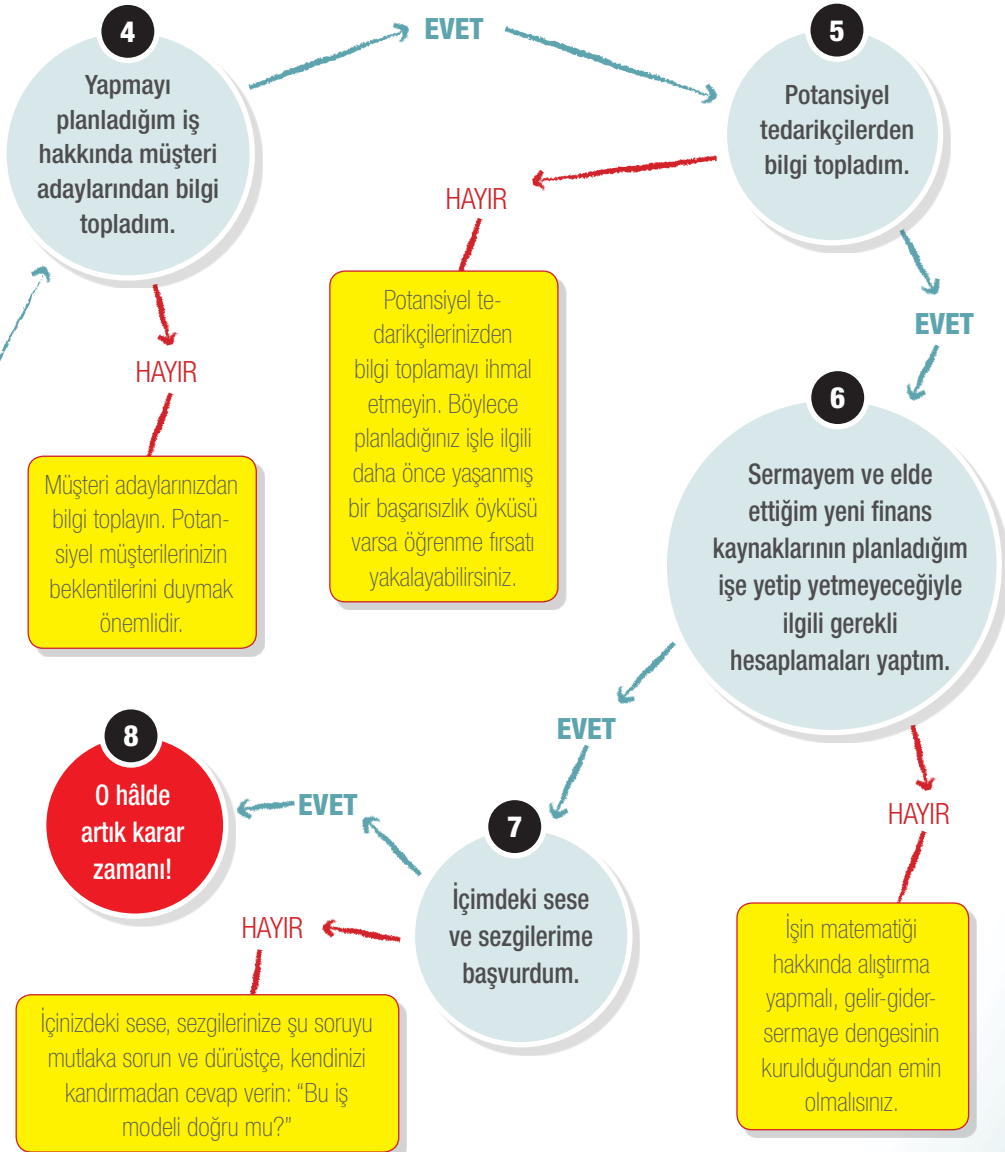 4
Yapmayı
planladığım iş
hakkında müşteri
adaylarından bilgi
topladım.
EVET
5
Potansiyel
tedarikçilerden
bilgi topladım.
HAYIR
Müşteri adaylarınızdan
bilgi toplayın. Potan-
siyel müşterilerinizin
beklentilerini duymak
önemlidir.
HAYIR
Potansiyel te-
darikçilerinizden
bilgi toplamayı ihmal
etmeyin. Böylece
planladığınız işle ilgili
daha önce yaşanmış
bir başarısızlık öyküsü
varsa öğrenme fırsatı
yakalayabilirsiniz.
EVET
6
Sermayem ve elde
ettiğim yeni finans
kaynaklarının planladığım
işe yetip yetmeyeceğiyle
ilgili gerekli
hesaplamaları yaptım.
EVET
HAYIR
İşin matematiği
hakkında alıştırma
yapmalı, gelir-gider-
sermaye dengesinin
kurulduğundan emin
olmalısınız.
7
İçimdeki sese
ve sezgilerime
başvurdum.
EVET
8
O hâlde
artık karar
zamanı!
HAYIR
İçinizdeki sese, sezgilerinize şu soruyu
mutlaka sorun ve dürüstçe, kendinizi
kandırmadan cevap verin: “Bu iş
modeli doğru mu?”